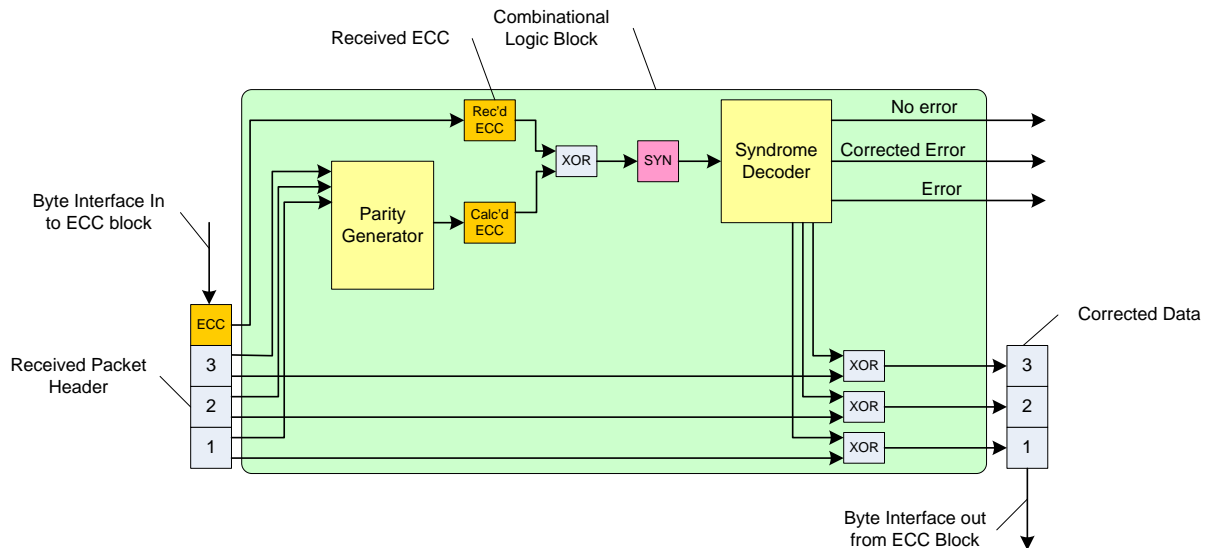 Combinational
Logic Block
Received ECC
Rec'd
ECC
No error
XOR
SYN
Syndrome
Decoder
Corrected Error
Error
Byte Interface In
to ECC block
Parity
Generator
Calc'd
ECC
ECC
Corrected Data
Received Packet
Header
3
XOR
3
2
XOR
2
1
XOR
1
Byte Interface out
from ECC Block